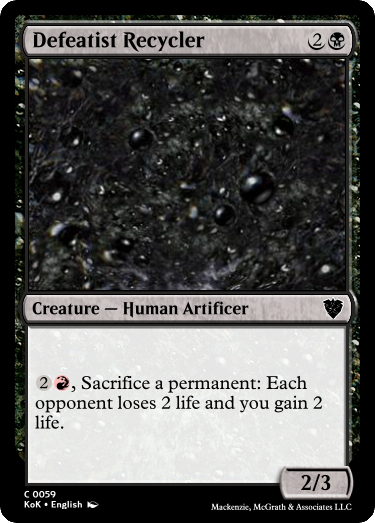 Defeatist Recycler 2
Creature — Human Artificer
2, Sacrifice a permanent: Each
opponent loses 2 life and you gain 2
life.
2/3
C 0059
KoK • English
Mackenzie, McGrath & Associates LLC